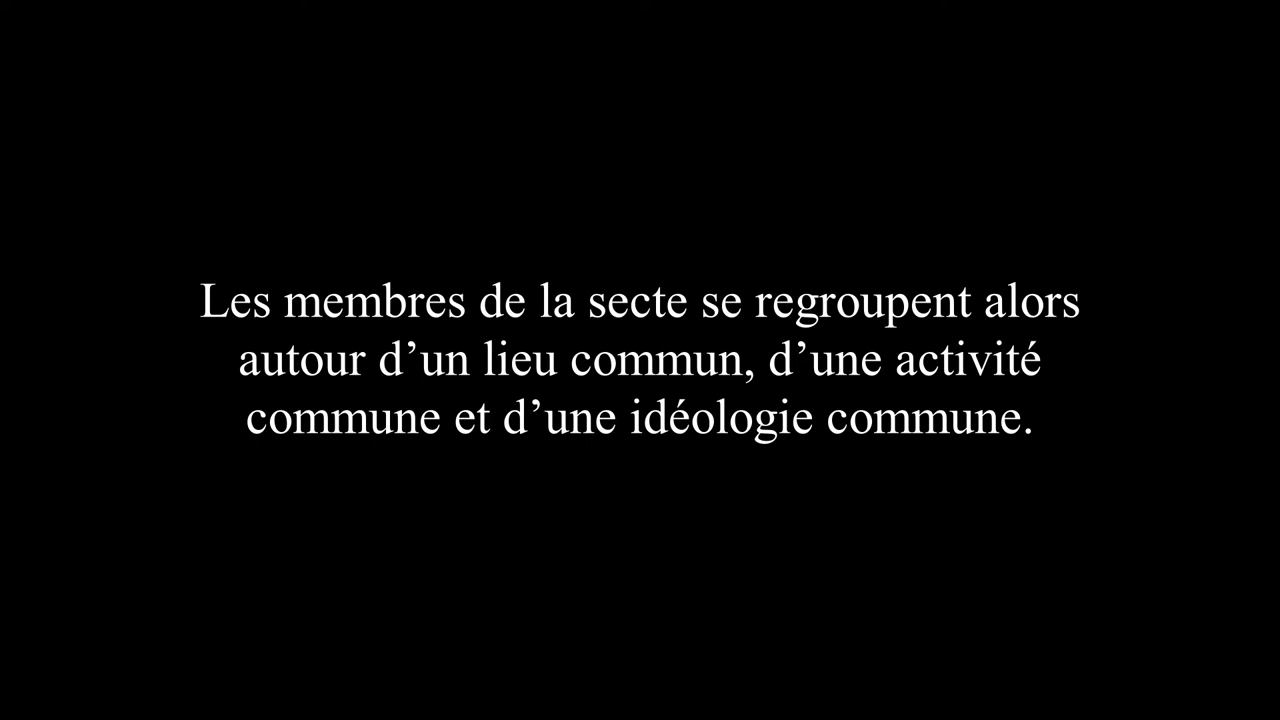 Les membres de la secte se regroupent alors
autour d’un lieu commun, d’une activité
commune et d’une idéologie commune.